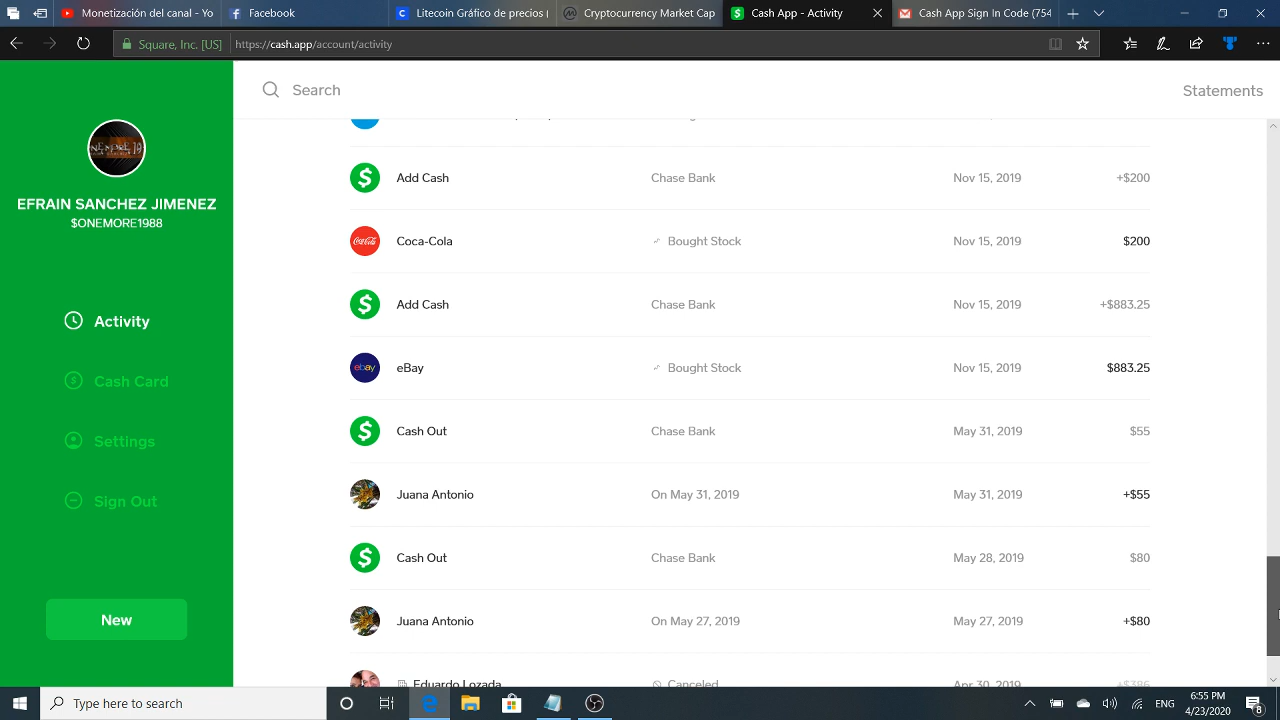 miamigo canal - Yo
Facebook
Litecoin Gráfico de precios l
Cryptocurrency Market Cap
Cash App - Activity
Cash App - Sign In Code (754
Square, Inc. [US]
https://cash.app/account/activity
Search
Statements
EFRAIN SANCHEZ JIMENEZ
$ONEMORE1988
Activity
Cash Card
Settings
Sign Out
New
Add Cash Chase Bank Nov 15, 2019 +$200
Coca-Cola Bought Stock Nov 15, 2019 $200
Add Cash Chase Bank Nov 15, 2019 +$883.25
ebay eBay Bought Stock Nov 15, 2019 $883.25
Cash Out Chase Bank May 31, 2019 $55
Juana Antonio On May 31, 2019 May 31, 2019 +$55
Cash Out Chase Bank May 28, 2019 $80
Juana Antonio On May 27, 2019 May 27, 2019 +$80
Eduardo Lozada Canceled Apr 30, 2019 +$386
Type here to search
ENG
6:55 PM
4/23/2020
8